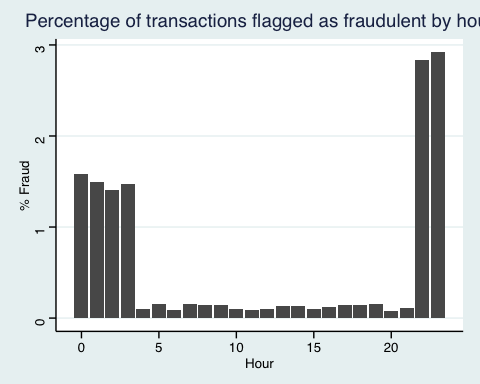 Percentage of transactions flagged as fraudulent by hou
3
2
1
0
% Fraud
0 5 10 15 20
Hour